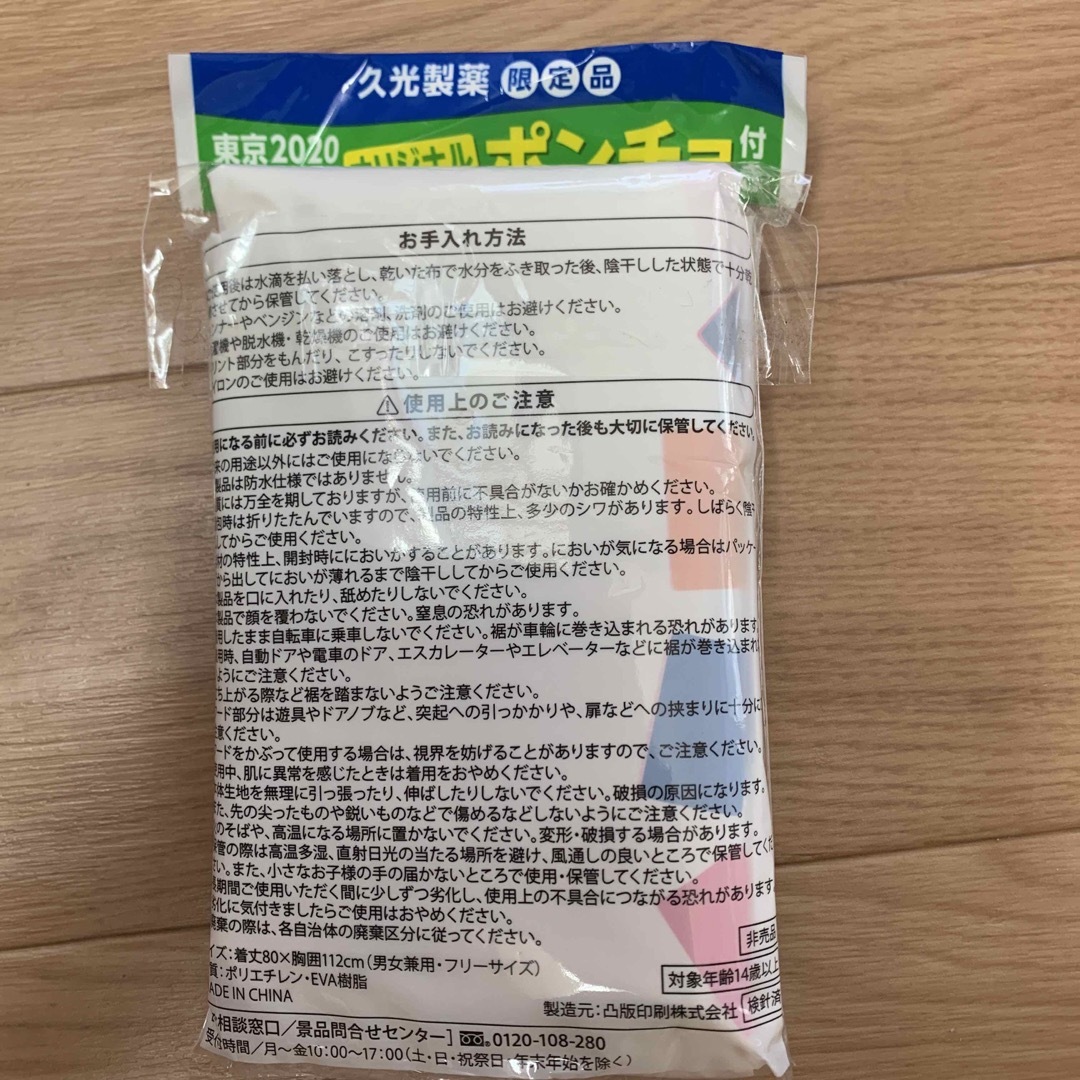 久光製薬 限定品
東京2020
オリジナル ポンチョ付
お手入れ方法
後は水滴を払い落とし、乾いた布で水分をふき取った後、陰干しした状態で十分乾
させてから保管してください。
ンナーやベンジンなどの溶剤、洗剤のご使用はお避けください。
濯機や脱水機・乾燥機のご使用はお避けください。
リント部分をもんだり、こすったりしないでください。
イロンのご使用はお避けください。
使用上のご注意
用になる前に必ずお読みください。また、お読みになった後も大切に保管してください。
来の用途以外にはご使用にならないでください。
製品は防水仕様ではありません。
質には万全を期しておりますが、使用前に不具合がないかお確かめください。
包時は折りたたんでいますので、製品の特性上、多少のシワがあります。しばらく陰干
してからご使用ください。
材の特性上、開封時ににおいがすることがあります。においが気になる場合はパッケー
から出してにおいが薄れるまで陰干ししてからご使用ください。
製品を口に入れたり、舐めたりしないでください。
製品で顔を覆わないでください。窒息の恐れがあります。
用したまま自転車に乗車しないでください。裾が車輪に巻き込まれる恐れがあります。
用時、自動ドアや電車のドア、エスカレーターやエレベーターなどに裾が巻き込まれ
ようにご注意ください。
ち上がる際など裾を踏まないようご注意ください。
ード部分は遊具やドアノブなど、突起への引っかかりや、扉などへの挟まりに十分に
意ください。
ードをかぶって使用する場合は、視界を妨げることがありますので、ご注意ください。
用中、肌に異常を感じたときは着用をおやめください。
本体生地を無理に引っ張ったり、伸ばしたりしないでください。破損の原因になります。
また、先の尖ったものや鋭いものなどで傷めるなどしないようにご注意ください。
のそばや、高温になる場所に置かないでください。変形・破損する場合があります。
保管の際は高温多湿、直射日光の当たる場所を避け、風通しの良いところで保管してくだ
さい。また、小さなお子様の手の届かないところで使用・保管してください。
長期間ご使用いただく間に少しずつ劣化し、使用上の不具合につながる恐れがあります。
劣化に気付きましたらご使用はおやめください。
廃棄の際は、各自治体の廃棄区分に従ってください。
非売品
イズ：着丈80×胸囲112cm（男女兼用・フリーサイズ）
質：ポリエチレン・EVA樹脂
対象年齢14歳以上
MADE IN CHINA
製造元：凸版印刷株式会社 検針済
相談窓口／景品問合せセンター］ 0120-108-280
受付時間／月～金10：00～17：00（土・日・祝祭日・年末年始を除く）